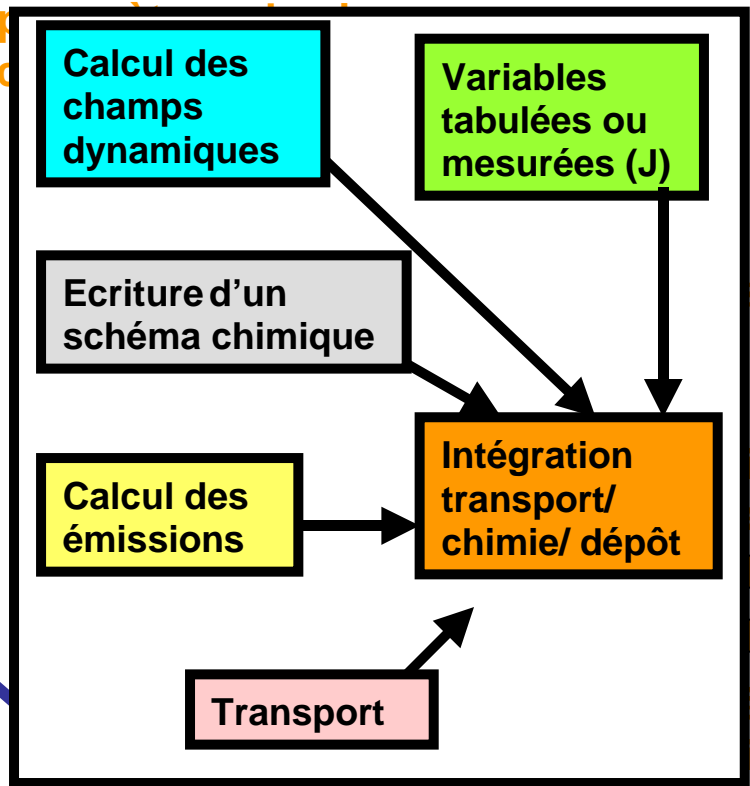 Calcul des
champs
dynamiques
Variables
tabulées ou
mesurées (J)
Ecriture d’un
schéma chimique
Calcul des
émissions
Intégration
transport/
chimie/ dépôt
Transport